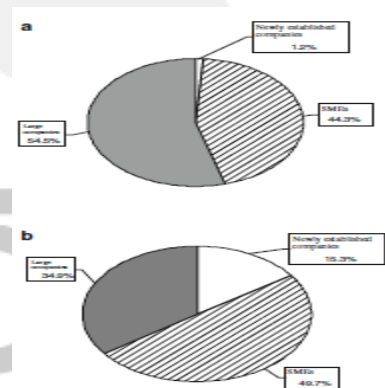 a
Newly established
companies
1.2%
SMEs
44.3%
Large
companies
54.5%
b
Newly established
companies
15.3%
Large
companies
34.9%
SMEs
49.7%